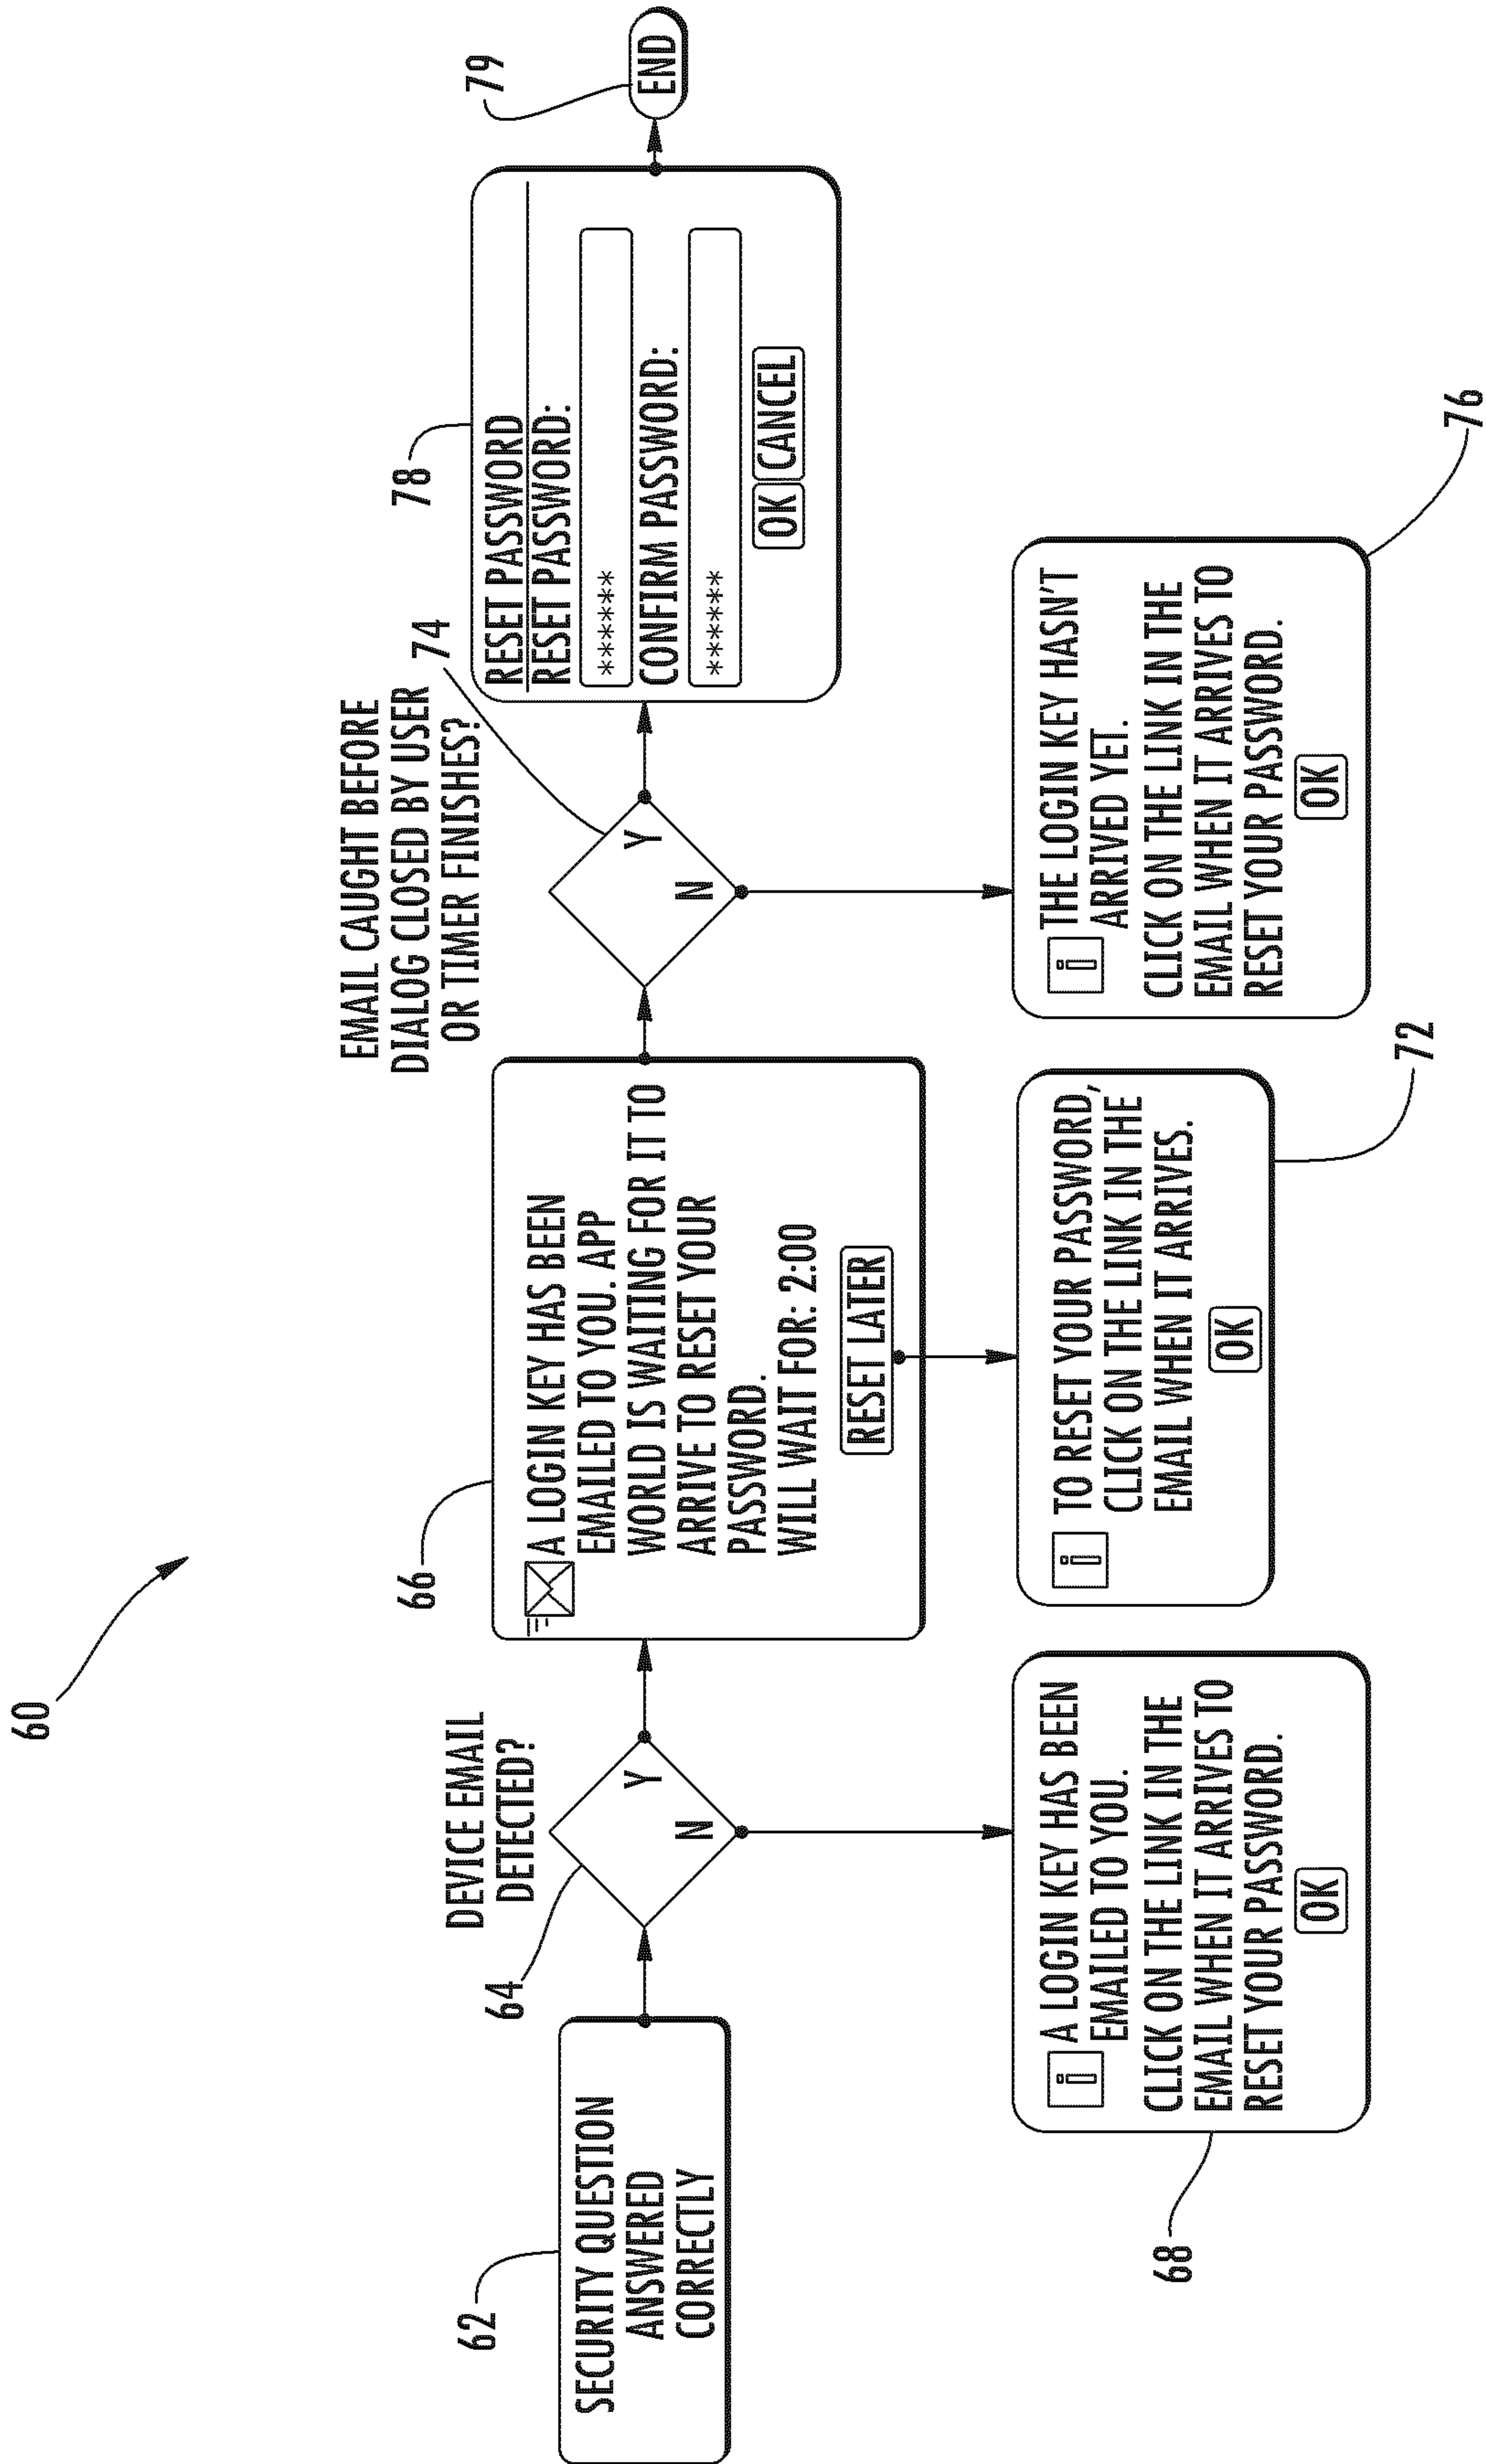 60
62
SECURITY QUESTION
ANSWERED
CORRECTLY
64
DEVICE EMAIL
DETECTED?
Y
N
68
i
A LOGIN KEY HAS BEEN
EMAILED TO YOU.
CLICK ON THE LINK IN THE
EMAIL WHEN IT ARRIVES TO
RESET YOUR PASSWORD.
OK
66
A LOGIN KEY HAS BEEN
EMAILED TO YOU. APP
WORLD IS WAITING FOR IT TO
ARRIVE TO RESET YOUR
PASSWORD.
WILL WAIT FOR: 2:00
RESET LATER
72
i
TO RESET YOUR PASSWORD,
CLICK ON THE LINK IN THE
EMAIL WHEN IT ARRIVES.
OK
EMAIL CAUGHT BEFORE
DIALOG CLOSED BY USER
OR TIMER FINISHES?
74
Y
N
76
i
THE LOGIN KEY HASN'T
ARRIVED YET.
CLICK ON THE LINK IN THE
EMAIL WHEN IT ARRIVES TO
RESET YOUR PASSWORD.
OK
78
RESET PASSWORD
RESET PASSWORD:
******
CONFIRM PASSWORD:
******
OK CANCEL
79
END